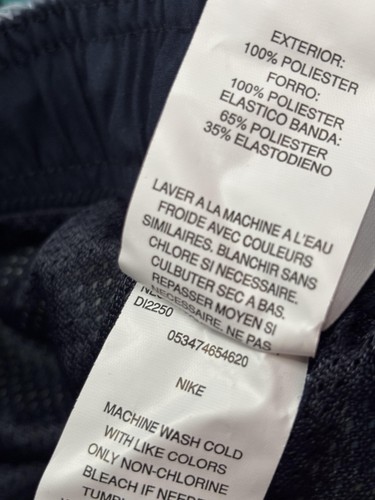 EXTERIOR:
100% POLIESTER
FORRO:
100% POLIESTER
ELASTICO BANDA:
65% POLIESTER
35% ELASTODIENO
LAVER A LA MACHINE A L'EAU
FROIDE AVEC COULEURS
SIMILAIRES. BLANCHIR SANS
CHLORE SI NECESSAIRE.
CULBUTER SEC A BAS.
REPASSER MOYEN SI
NECESSAIRE. NE PAS
DI2250
053474654620
NIKE
MACHINE WASH COLD
WITH LIKE COLORS
ONLY NON-CHLORINE
BLEACH IF